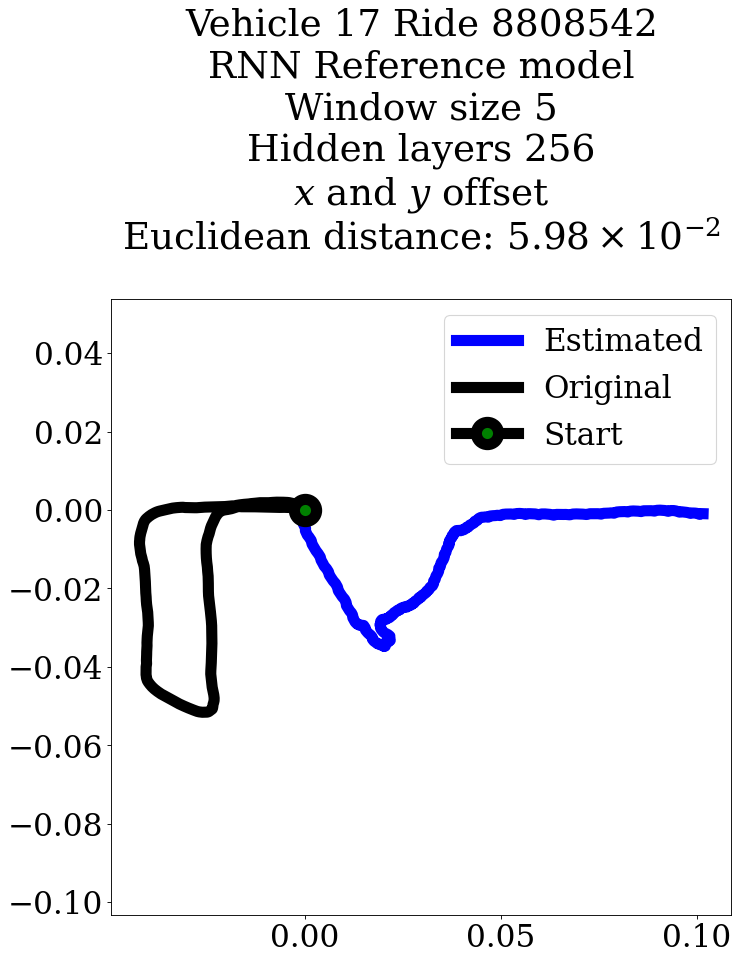 Vehicle 17 Ride 8808542
RNN Reference model
Window size 5
Hidden layers 256
x and y offset
Euclidean distance: 5.98 × 10⁻²
Estimated
Original
Start
0.04
0.02
0.00
−0.02
−0.04
−0.06
−0.08
−0.10
0.00 0.05 0.10